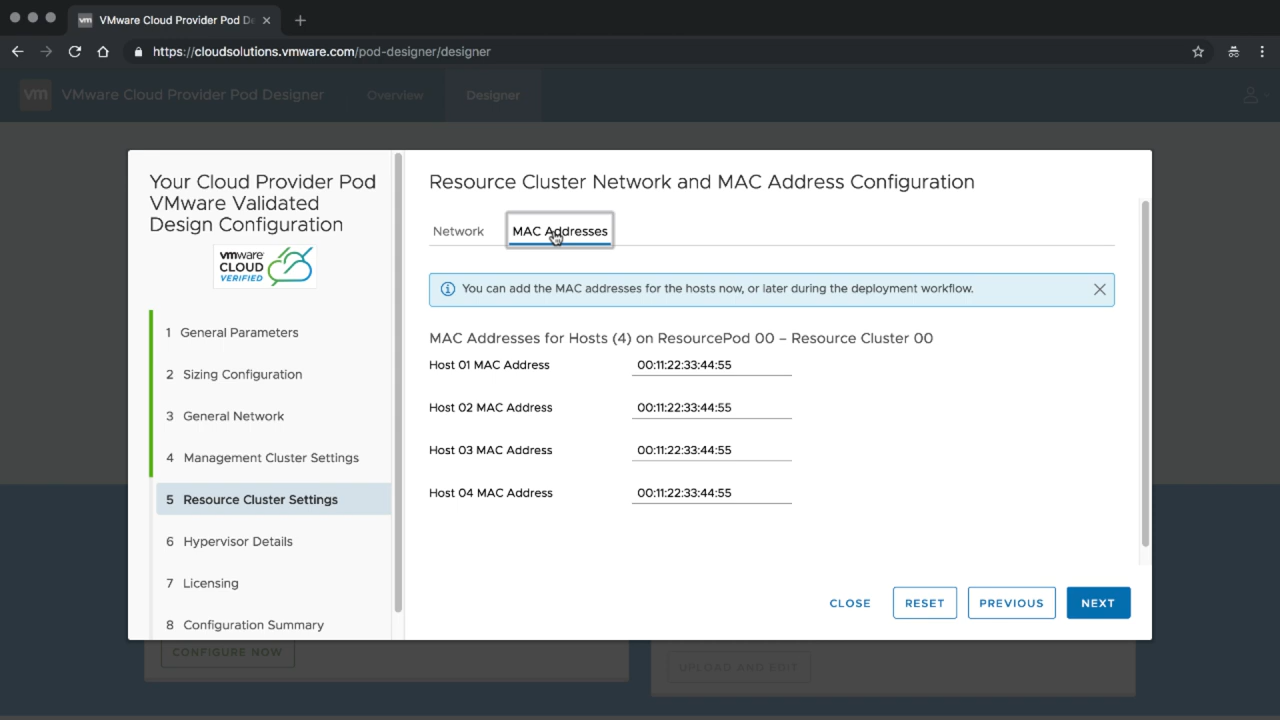 vm VMware Cloud Provider Pod De
https://cloudsolutions.vmware.com/pod-designer/designer
vm VMware Cloud Provider Pod Designer Overview Designer
Your Cloud Provider Pod
VMware Validated
Design Configuration
vmware
CLOUD
VERIFIED
1 General Parameters
2 Sizing Configuration
3 General Network
4 Management Cluster Settings
5 Resource Cluster Settings
6 Hypervisor Details
7 Licensing
8 Configuration Summary
Resource Cluster Network and MAC Address Configuration
Network MAC Addresses
You can add the MAC addresses for the hosts now, or later during the deployment workflow.
MAC Addresses for Hosts (4) on ResourcePod 00 – Resource Cluster 00
Host 01 MAC Address 00:11:22:33:44:55
Host 02 MAC Address 00:11:22:33:44:55
Host 03 MAC Address 00:11:22:33:44:55
Host 04 MAC Address 00:11:22:33:44:55
CLOSE RESET PREVIOUS NEXT
CONFIGURE NOW
UPLOAD AND EDIT